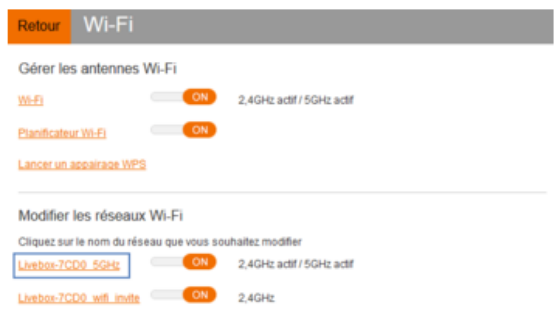 Retour Wi-Fi
Gérer les antennes Wi-Fi
Wi-Fi ON 2,4GHz actif / 5GHz actif
Planificateur Wi-Fi ON
Lancer un appairage WPS
Modifier les réseaux Wi-Fi
Cliquez sur le nom du réseau que vous souhaitez modifier
Livebox-7CD0_5GHz ON 2,4GHz actif / 5GHz actif
Livebox-7CD0_wifi_invite ON 2,4GHz